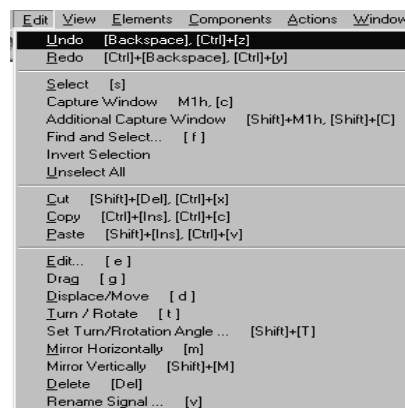 Edit View Elements Components Actions Window
Undo [Backspace], [Ctrl]+[z]
Redo [Ctrl]+[Backspace], [Ctrl]+[y]
Select [s]
Capture Window M1h, [c]
Additional Capture Window [Shift]+M1h, [Shift]+[C]
Find and Select... [ f ]
Invert Selection
Unselect All
Cut [Shift]+[Del], [Ctrl]+[x]
Copy [Ctrl]+[Ins], [Ctrl]+[c]
Paste [Shift]+[Ins], [Ctrl]+[v]
Edit... [ e ]
Drag [ g ]
Displace/Move [ d ]
Turn / Rotate [ t ]
Set Turn/Rrotation Angle ... [Shift]+[T]
Mirror Horizontally [m]
Mirror Vertically [Shift]+[M]
Delete [Del]
Rename Signal ... [v]